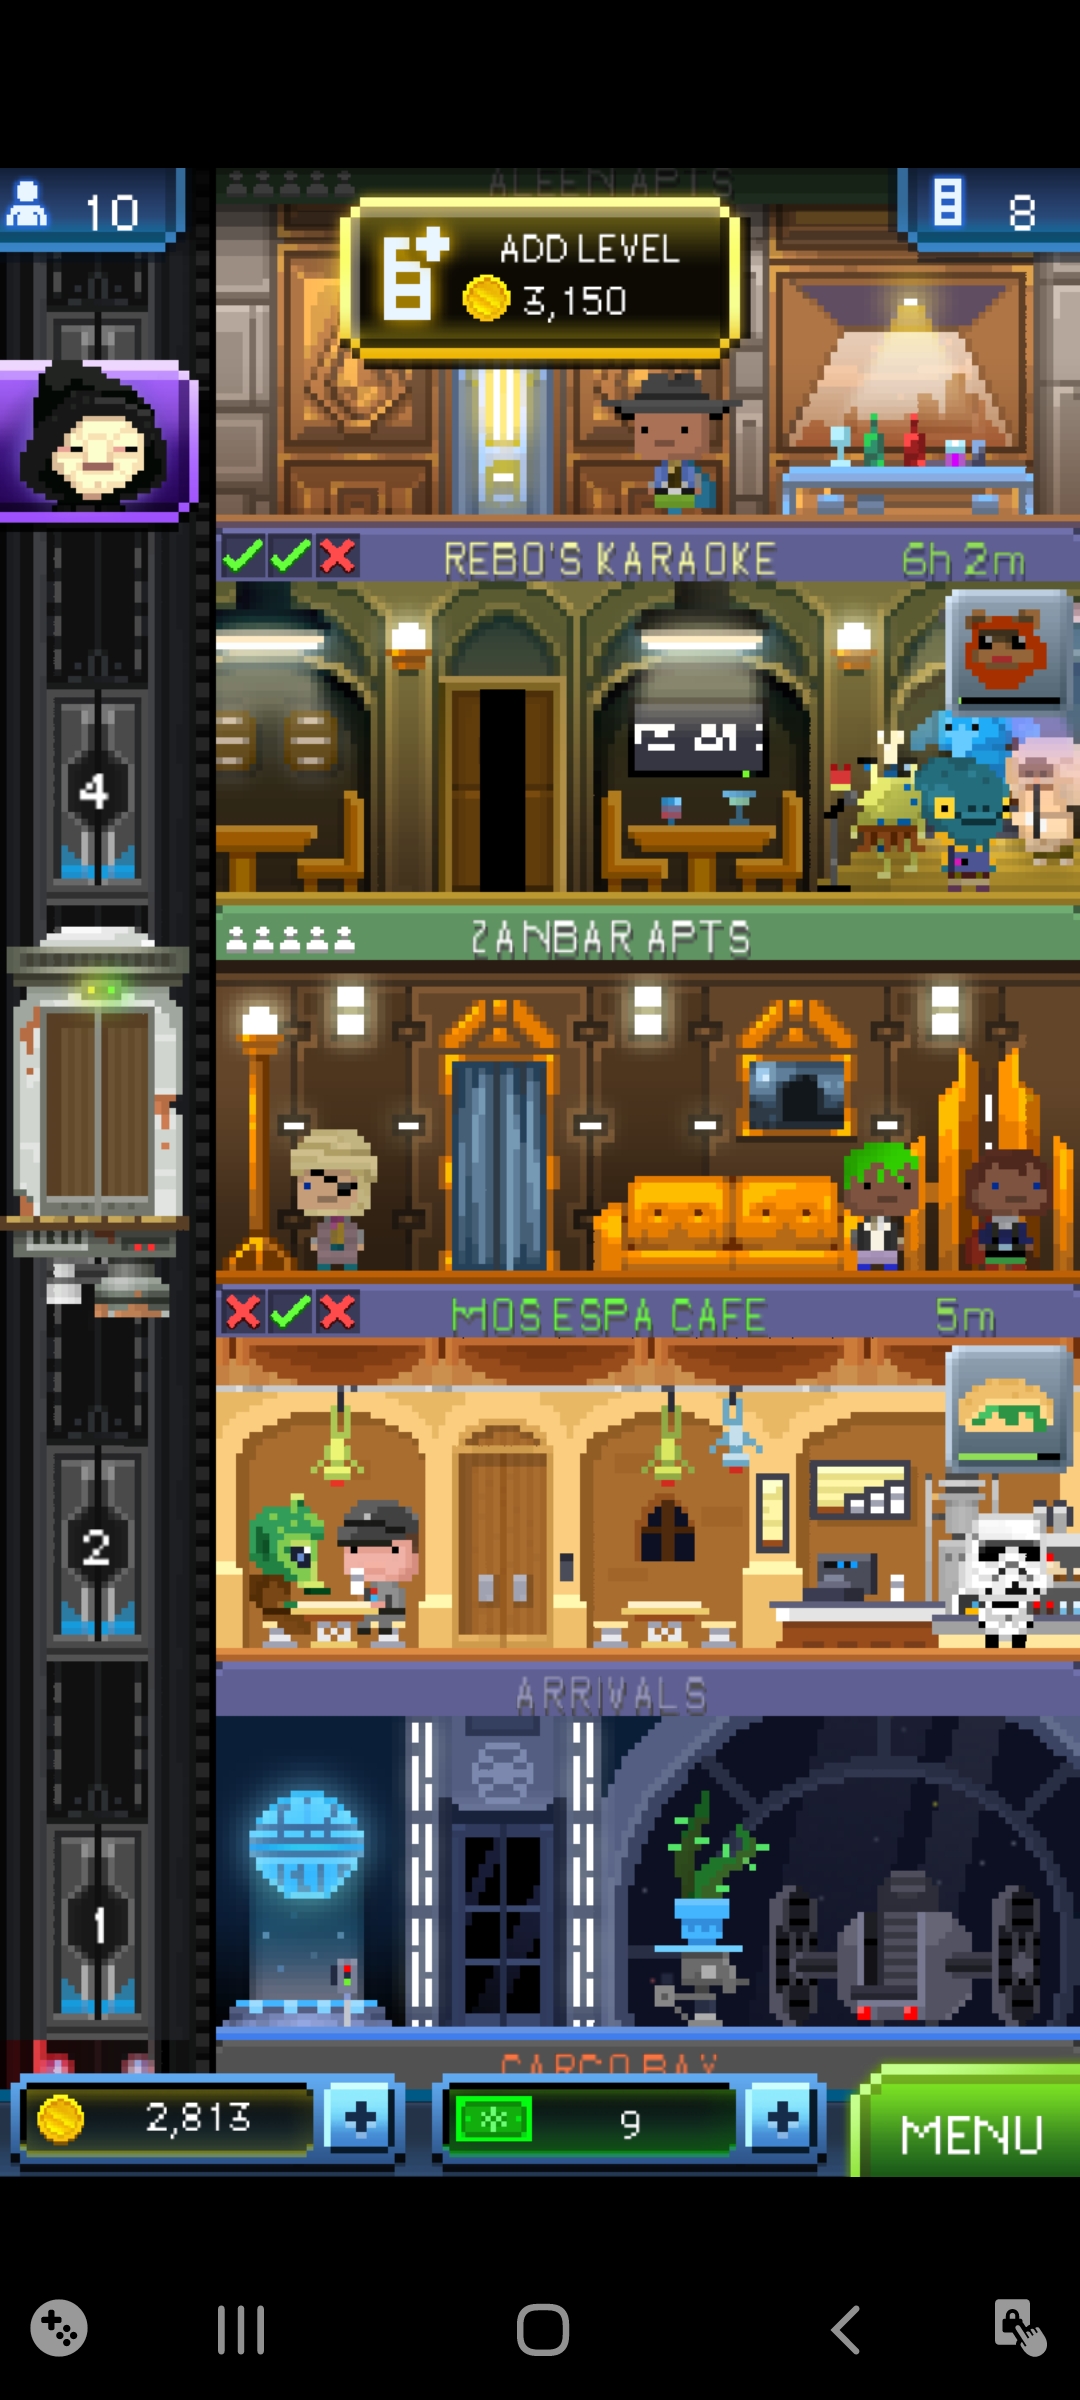 ALEEN APTS
10
8
ADD LEVEL
3,150
REBO'S KARAOKE
6h 2m
4
ZANBAR APTS
MOS ESPA CAFE
5m
2
ARRIVALS
1
CARGO BAY
2,813
9
MENU